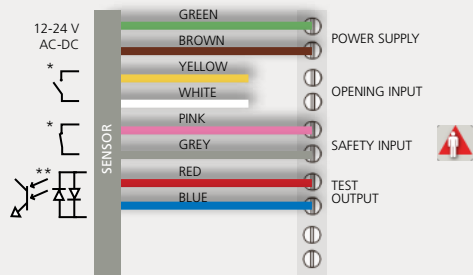 12-24 V
AC-DC
GREEN
BROWN
POWER SUPPLY
*
YELLOW
WHITE
OPENING INPUT
*
PINK
GREY
SAFETY INPUT
**
RED
BLUE
TEST
OUTPUT
SENSOR